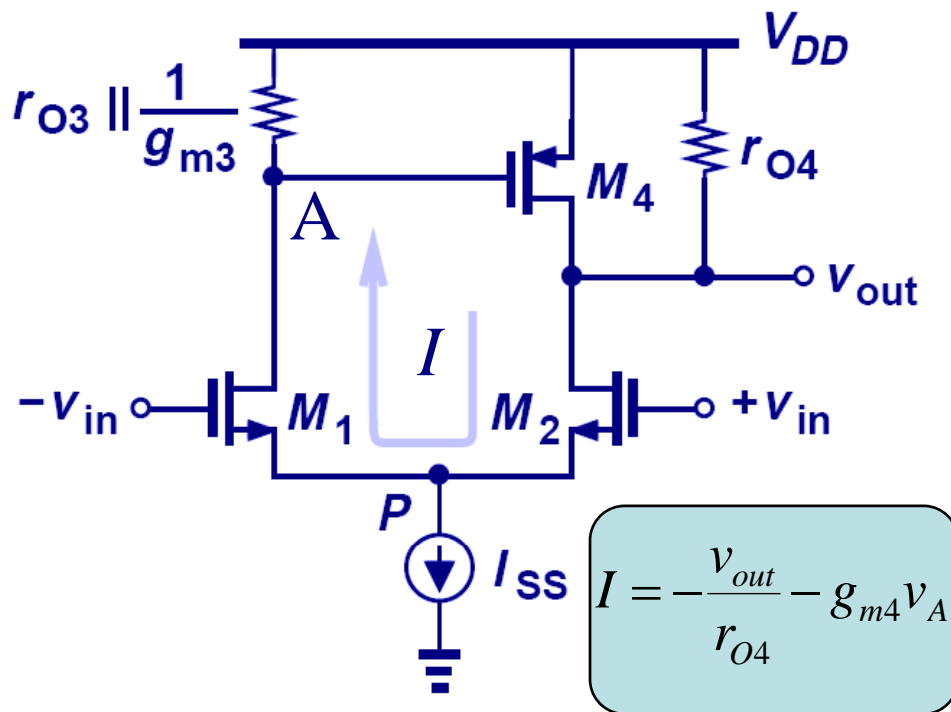 V_DD
r_O3 || 1/g_m3
r_O4
M_4
A
v_out
I
−v_in
M_1
M_2
+v_in
P
I_SS
I = − v_out/r_O4 − g_m4 v_A